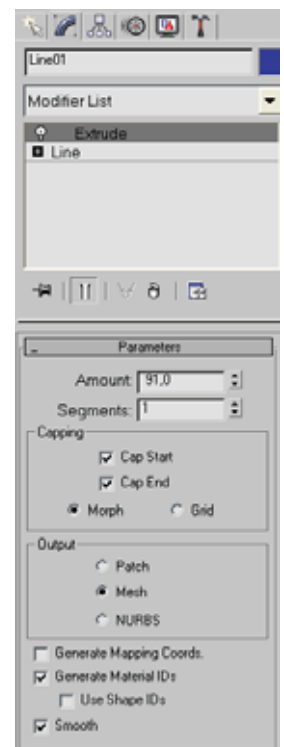 Line01
Modifier List
Extrude
Line
Parameters
Amount: 91,0
Segments: 1
Capping
Cap Start
Cap End
Morph Grid
Output
Patch
Mesh
NURBS
Generate Mapping Coords.
Generate Material IDs
Use Shape IDs
Smooth